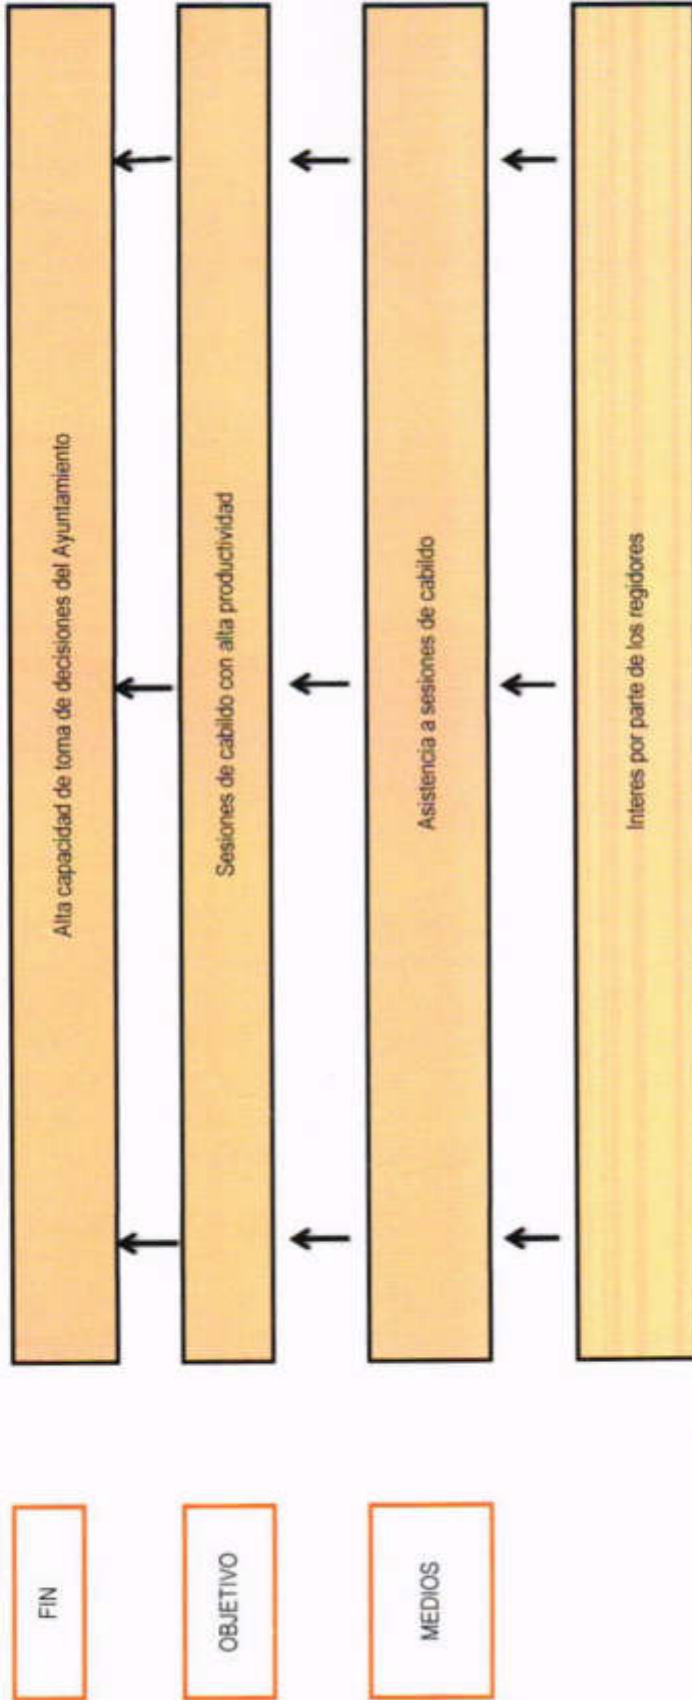 FIN
Alta capacidad de toma de decisiones del Ayuntamiento
OBJETIVO
Sesiones de cabildo con alta productividad
MEDIOS
Asistencia a sesiones de cabildo
Interes por parte de los regidores